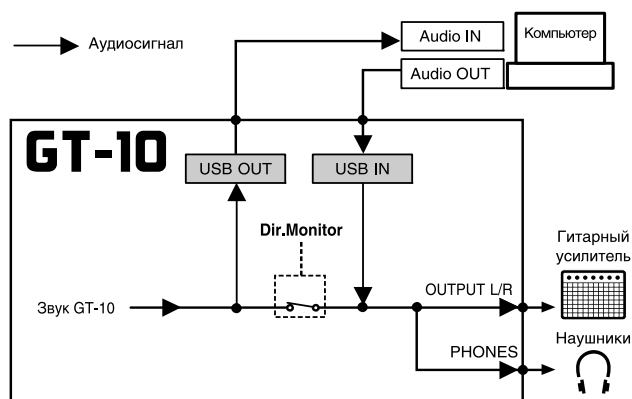 Аудиосигнал
Audio IN
Audio OUT
Компьютер
GT-10
USB OUT
USB IN
Dir.Monitor
Звук GT-10
OUTPUT L/R
PHONES
Гитарный
усилитель
Наушники